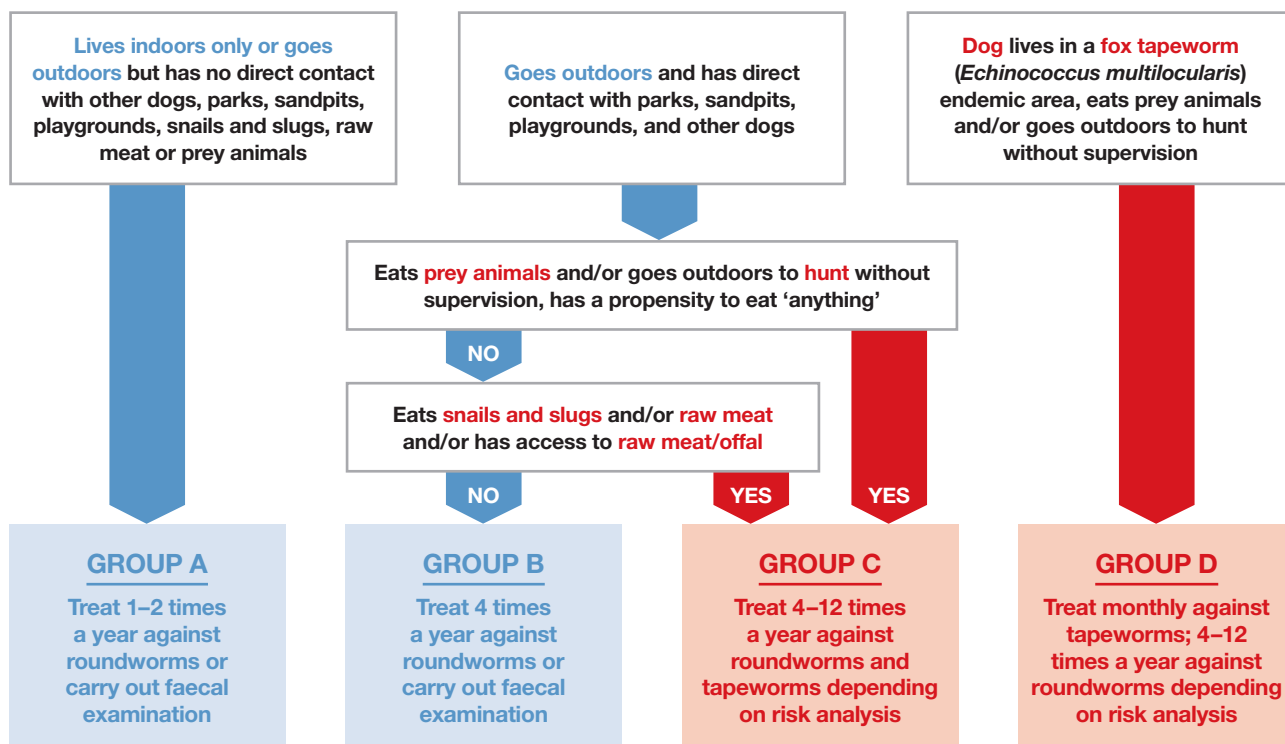 Lives indoors only or goes
outdoors but has no direct contact
with other dogs, parks, sandpits,
playgrounds, snails and slugs, raw
meat or prey animals
Goes outdoors and has direct
contact with parks, sandpits,
playgrounds, and other dogs
Dog lives in a fox tapeworm
(Echinococcus multilocularis)
endemic area, eats prey animals
and/or goes outdoors to hunt
without supervision
Eats prey animals and/or goes outdoors to hunt without
supervision, has a propensity to eat ‘anything’
NO
Eats snails and slugs and/or raw meat
and/or has access to raw meat/offal
NO
YES
YES
GROUP A
Treat 1–2 times
a year against
roundworms or
carry out faecal
examination
GROUP B
Treat 4 times
a year against
roundworms or
carry out faecal
examination
GROUP C
Treat 4–12 times
a year against
roundworms and
tapeworms depending
on risk analysis
GROUP D
Treat monthly against
tapeworms; 4–12
times a year against
roundworms depending
on risk analysis